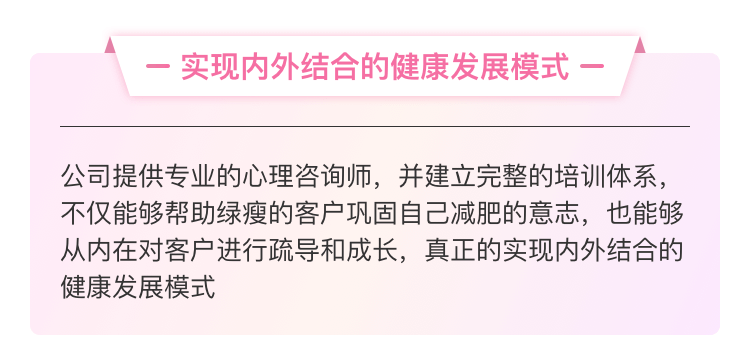 — 实现内外结合的健康发展模式 —
公司提供专业的心理咨询师，并建立完整的培训体系，
不仅能够帮助绿瘦的客户巩固自己减肥的意志，也能够
从内在对客户进行疏导和成长，真正的实现内外结合的
健康发展模式